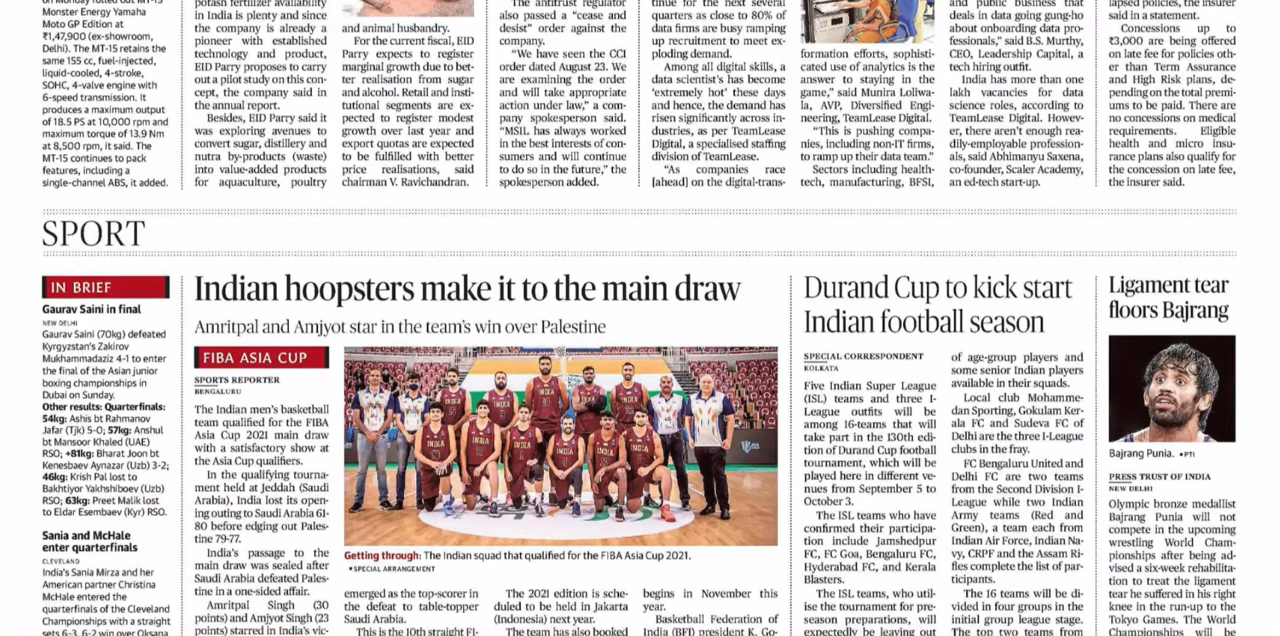 Monster Energy Yamaha
Moto GP Edition at
₹1,47,900 (ex-showroom,
Delhi). The MT-15 retains the
same 155 cc, fuel-injected,
liquid-cooled, 4-stroke,
SOHC, 4-valve engine with
6-speed transmission. It
produces a maximum output
of 18.5 PS at 10,000 rpm and
maximum torque of 13.9 Nm
at 8,500 rpm, it said. The
MT-15 continues to pack
features, including a
single-channel ABS, it added.
potash fertilizer availability
in India is plenty and since
the company is already a
pioneer with established
technology and product,
EID Parry proposes to carry
out a pilot study on this con-
cept, the company said in
the annual report.
Besides, EID Parry said it
was exploring avenues to
convert sugar, distillery and
nutra by-products (waste)
into value-added products
for aquaculture, poultry
and animal husbandry.
For the current fiscal, EID
Parry expects to register
marginal growth due to bet-
ter realisation from sugar
and alcohol. Retail and insti-
tutional segments are ex-
pected to register modest
growth over last year and
export quotas are expected
to be fulfilled with better
price realisations, said
chairman V. Ravichandran.
The antitrust regulator
also passed a "cease and
desist" order against the
company.
"We have seen the CCI
order dated August 23. We
are examining the order
and will take appropriate
action under law," a com-
pany spokesperson said.
"MSIL has always worked
in the best interests of con-
sumers and will continue
to do so in the future," the
spokesperson added.
tinue for the next several
quarters as close to 80% of
data firms are busy ramping
up recruitment to meet ex-
ploding demand.
Among all digital skills, a
data scientist's has become
'extremely hot' these days
and hence, the demand has
risen significantly across in-
dustries, as per TeamLease
Digital, a specialised staffing
division of TeamLease.
"As companies race
[ahead] on the digital-trans-
formation efforts, sophisti-
cated use of analytics is the
answer to staying in the
game," said Munira Loliwa-
la, AVP, Diversified Engi-
neering, TeamLease Digital.
"This is pushing compa-
nies, including non-IT firms,
to ramp up their data team."
Sectors including health-
tech, manufacturing, BFSI,
and public business that
deals in data going gung-ho
about onboarding data pro-
fessionals," said B.S. Murthy,
CEO, Leadership Capital, a
tech hiring outfit.
India has more than one
lakh vacancies for data
science roles, according to
TeamLease Digital. Howev-
er, there aren't enough rea-
dily-employable profession-
als, said Abhimanyu Saxena,
co-founder, Scaler Academy,
an ed-tech start-up.
lapsed policies, the insurer
said in a statement.
Concessions up to
₹3,000 are being offered
on late fee for policies oth-
er than Term Assurance
and High Risk plans, de-
pending on the total premi-
ums to be paid. There are
no concessions on medical
requirements. Eligible
health and micro insu-
rance plans also qualify for
the concession on late fee,
the insurer said.
SPORT
IN BRIEF
Gaurav Saini in final
NEW DELHI
Gaurav Saini (70kg) defeated
Kyrgyzstan's Zakirov
Mukhammadaziz 4-1 to enter
the final of the Asian junior
boxing championships in
Dubai on Sunday.
Other results: Quarterfinals:
54kg: Ashis bt Rahmanov
Jafar (Tjk) 5-0; 57kg: Anshul
bt Mansoor Khaled (UAE)
RSO; +81kg: Bharat Joon bt
Kenesbaev Aynazar (Uzb) 3-2;
46kg: Krish Pal lost to
Bakhtiyor Yakhshiboev (Uzb)
RSO; 63kg: Preet Malik lost
to Eldar Esembaev (Kyr) RSO.
Sania and McHale
enter quarterfinals
CLEVELAND
India's Sania Mirza and her
American partner Christina
McHale entered the
quarterfinals of the Cleveland
Championships with a straight
sets 6-3, 6-2 win over Oksana
Indian hoopsters make it to the main draw
Amritpal and Amjyot star in the team's win over Palestine
FIBA ASIA CUP
SPORTS REPORTER
BENGALURU
The Indian men's basketball
team qualified for the FIBA
Asia Cup 2021 main draw
with a satisfactory show at
the Asia Cup qualifiers.
In the qualifying tourna-
ment held at Jeddah (Saudi
Arabia), India lost its open-
ing outing to Saudi Arabia 61-
80 before edging out Pales-
tine 79-77.
India's passage to the
main draw was sealed after
Saudi Arabia defeated Pales-
tine in a one-sided affair.
Amritpal Singh (30
points) and Amjyot Singh (23
points) starred in India's vic-
Getting through: The Indian squad that qualified for the FIBA Asia Cup 2021.
▪SPECIAL ARRANGEMENT
emerged as the top-scorer in
the defeat to table-topper
Saudi Arabia.
This is the 10th straight FI-
The 2021 edition is sche-
duled to be held in Jakarta
(Indonesia) next year.
The team has also booked
begins in November this
year.
Basketball Federation of
India (BFI) president K. Go-
Durand Cup to kick start
Indian football season
SPECIAL CORRESPONDENT
KOLKATA
Five Indian Super League
(ISL) teams and three I-
League outfits will be
among 16-teams that will
take part in the 130th edi-
tion of Durand Cup football
tournament, which will be
played here in different ve-
nues from September 5 to
October 3.
The ISL teams who have
confirmed their participa-
tion include Jamshedpur
FC, FC Goa, Bengaluru FC,
Hyderabad FC, and Kerala
Blasters.
The ISL teams, who util-
ise the tournament for pre-
season preparations, will
expectedly be leaving out
of age-group players and
some senior Indian players
available in their squads.
Local club Mohamme-
dan Sporting, Gokulam Ker-
ala FC and Sudeva FC of
Delhi are the three I-League
clubs in the fray.
FC Bengaluru United and
Delhi FC are two teams
from the Second Division I-
League while two Indian
Army teams (Red and
Green), a team each from
Indian Air Force, Indian Na-
vy, CRPF and the Assam Ri-
fles complete the list of par-
ticipants.
The 16 teams will be di-
vided in four groups in the
initial group league stage.
The top two teams from
Ligament tear
floors Bajrang
Bajrang Punia. ▪PTI
PRESS TRUST OF INDIA
NEW DELHI
Olympic bronze medallist
Bajrang Punia will not
compete in the upcoming
wrestling World Cham-
pionships after being ad-
vised a six-week rehabilita-
tion to treat the ligament
tear he suffered in his right
knee in the run-up to the
Tokyo Games. The World
Championships will be